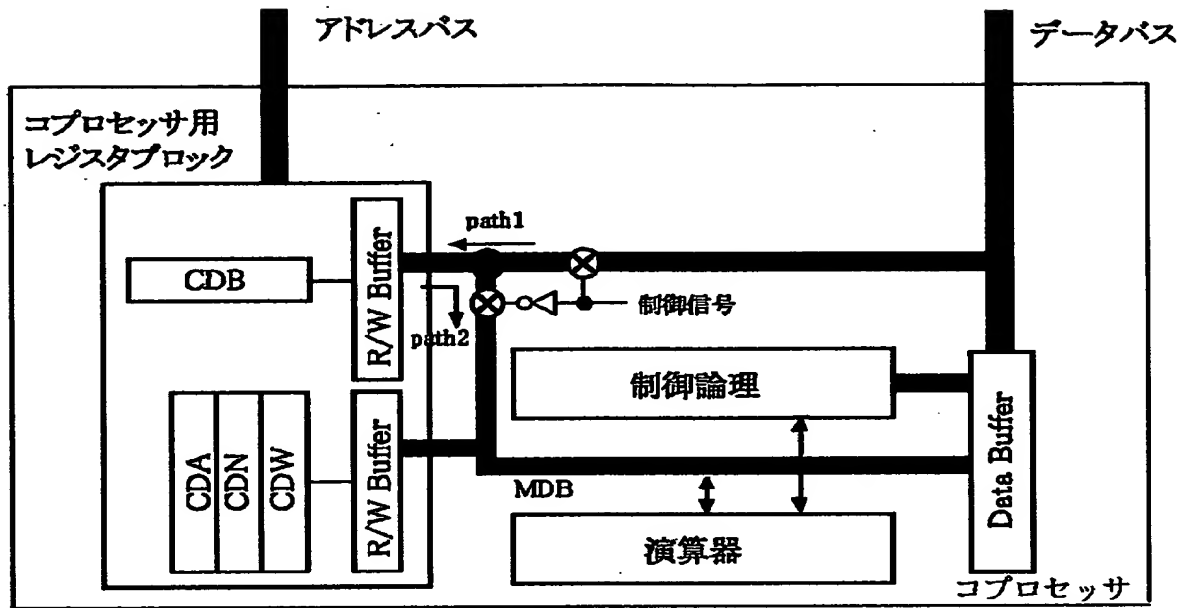 アドレスバス
データバス
コプロセッサ用
レジスタブロック
path1
CDB
R/W Buffer
制御信号
path2
制御論理
CDA
CDN
CDW
R/W Buffer
MDB
Data Buffer
演算器
コプロセッサ